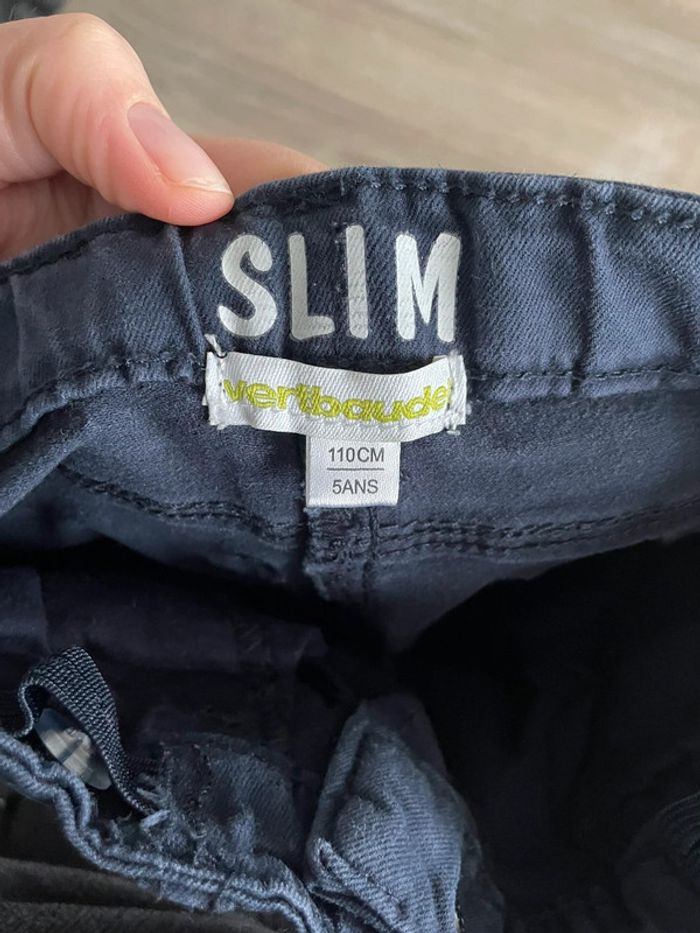 SLIM
vertbaudet
110CM
5ANS